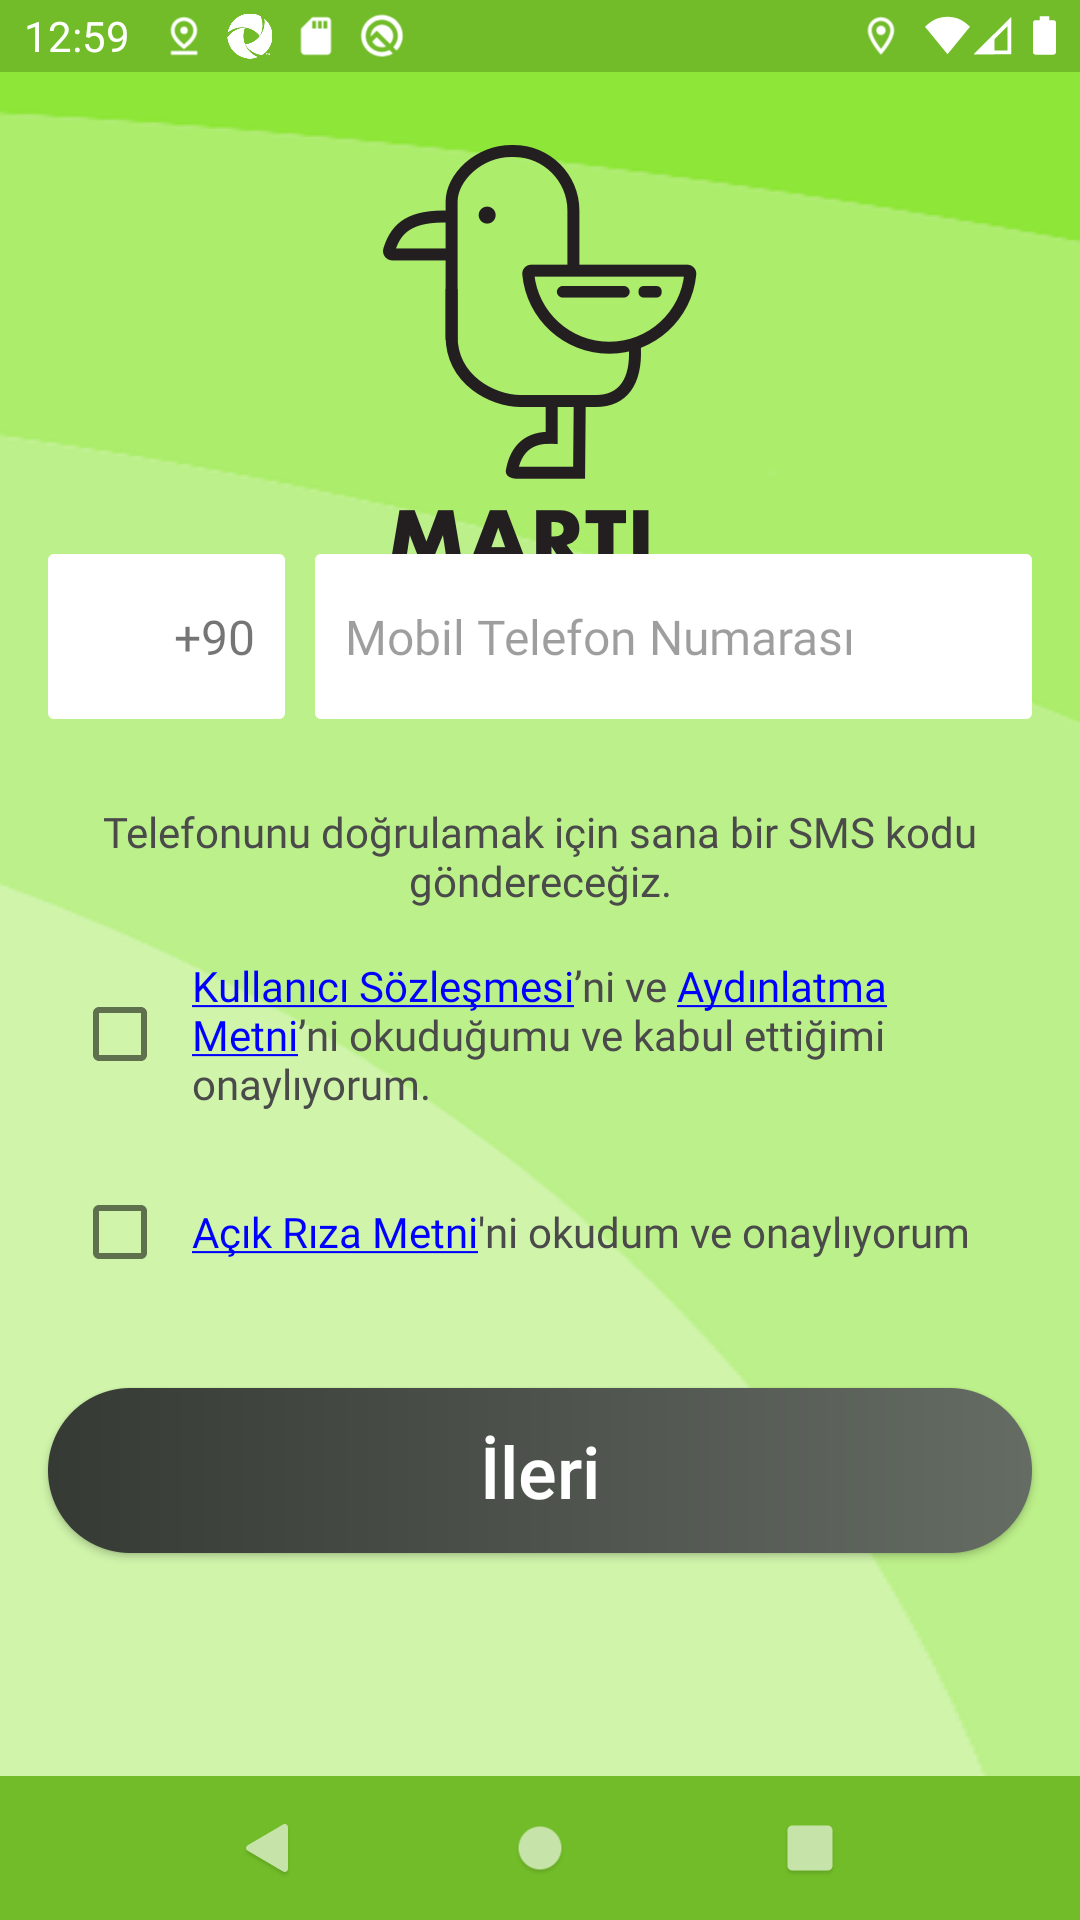 12:59
MARTI
+90
Mobil Telefon Numarası
Telefonunu doğrulamak için sana bir SMS kodu
göndereceğiz.
Kullanıcı Sözleşmesi’ni ve Aydınlatma
Metni’ni okuduğumu ve kabul ettiğimi
onaylıyorum.
Açık Rıza Metni'ni okudum ve onaylıyorum
İleri